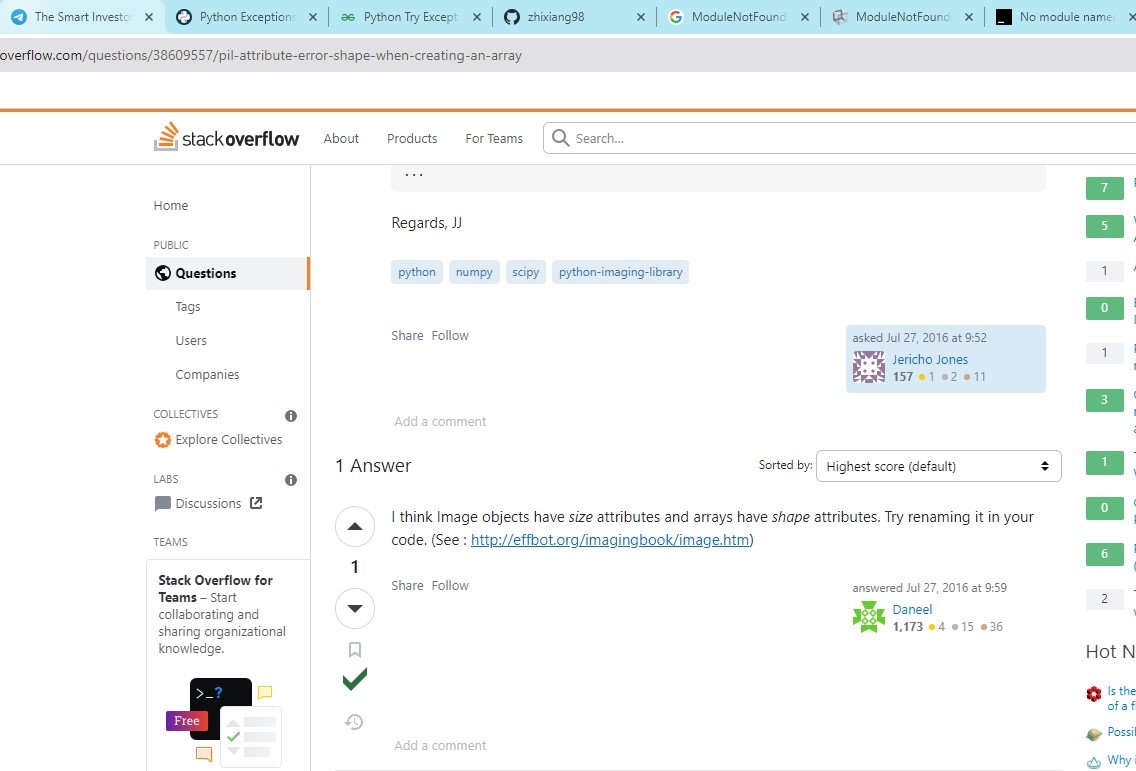 The Smart Investo
Python Exceptions
Python Try Except
zhixiang98
ModuleNotFound
ModuleNotFound
No module name
overflow.com/questions/38609557/pil-attribute-error-shape-when-creating-an-array
stackoverflow
About
Products
For Teams
Search...
Home
PUBLIC
Questions
Tags
Users
Companies
COLLECTIVES
Explore Collectives
LABS
Discussions
TEAMS
Stack Overflow for
Teams – Start
collaborating and
sharing organizational
knowledge.
>_?
Free
...
Regards, JJ
python numpy scipy python-imaging-library
Share Follow
asked Jul 27, 2016 at 9:52
Jericho Jones
157 1 2 11
Add a comment
1 Answer
Sorted by:
Highest score (default)
1
I think Image objects have size attributes and arrays have shape attributes. Try renaming it in your
code. (See : http://effbot.org/imagingbook/image.htm)
Share Follow
answered Jul 27, 2016 at 9:59
Daneel
1,173 4 15 36
Add a comment
7
5
1
0
1
3
1
0
6
2
Hot N
Is the
of a f
Possil
Why i